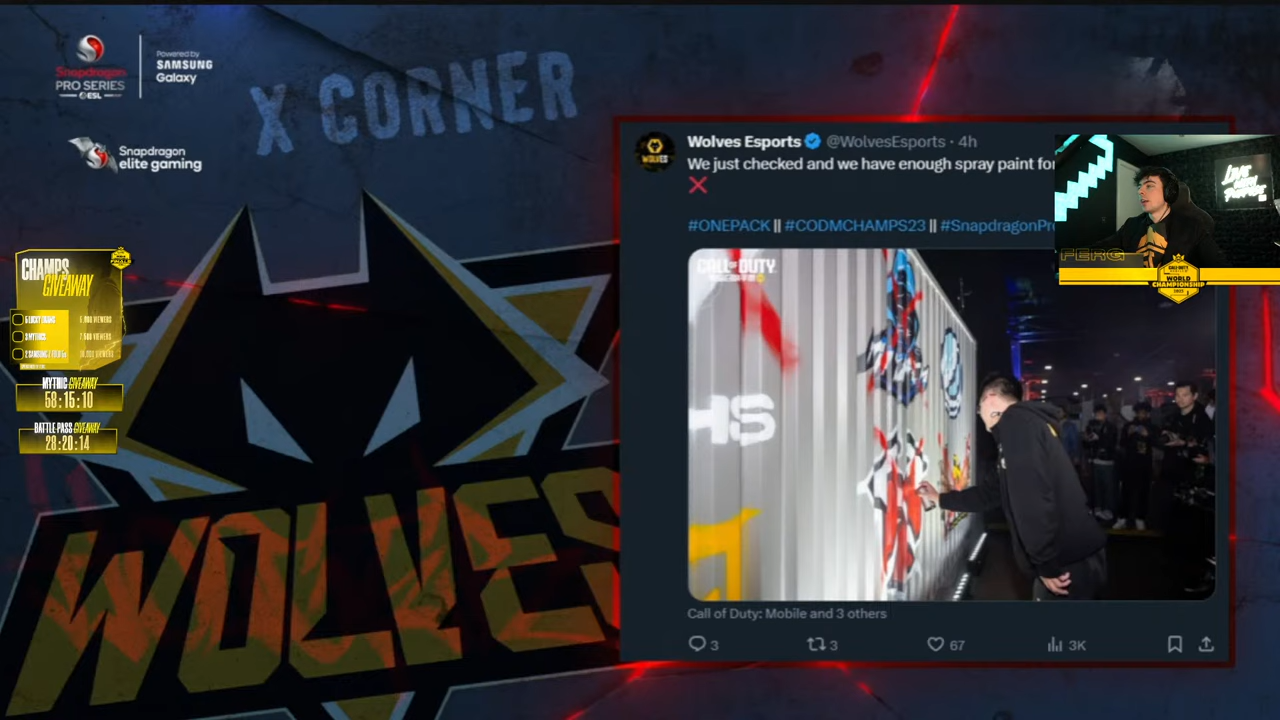 Snapdragon
PRO SERIES
ESL
Powered by
SAMSUNG
Galaxy
X CORNER
Snapdragon
elite gaming
Wolves Esports @WolvesEsports · 4h
We just checked and we have enough spray paint for
❌
#ONEPACK || #CODMCHAMPS23 || #SnapdragonPro
CALL OF DUTY
HS
Call of Duty: Mobile and 3 others
3
3
67
3K
WOLVES
WOLVES
CHAMPS
GIVEAWAY
MYTHIC GIVEAWAY
58:15:10
BATTLE PASS GIVEAWAY
28:20:14
FERG
WORLD
CHAMPIONSHIP